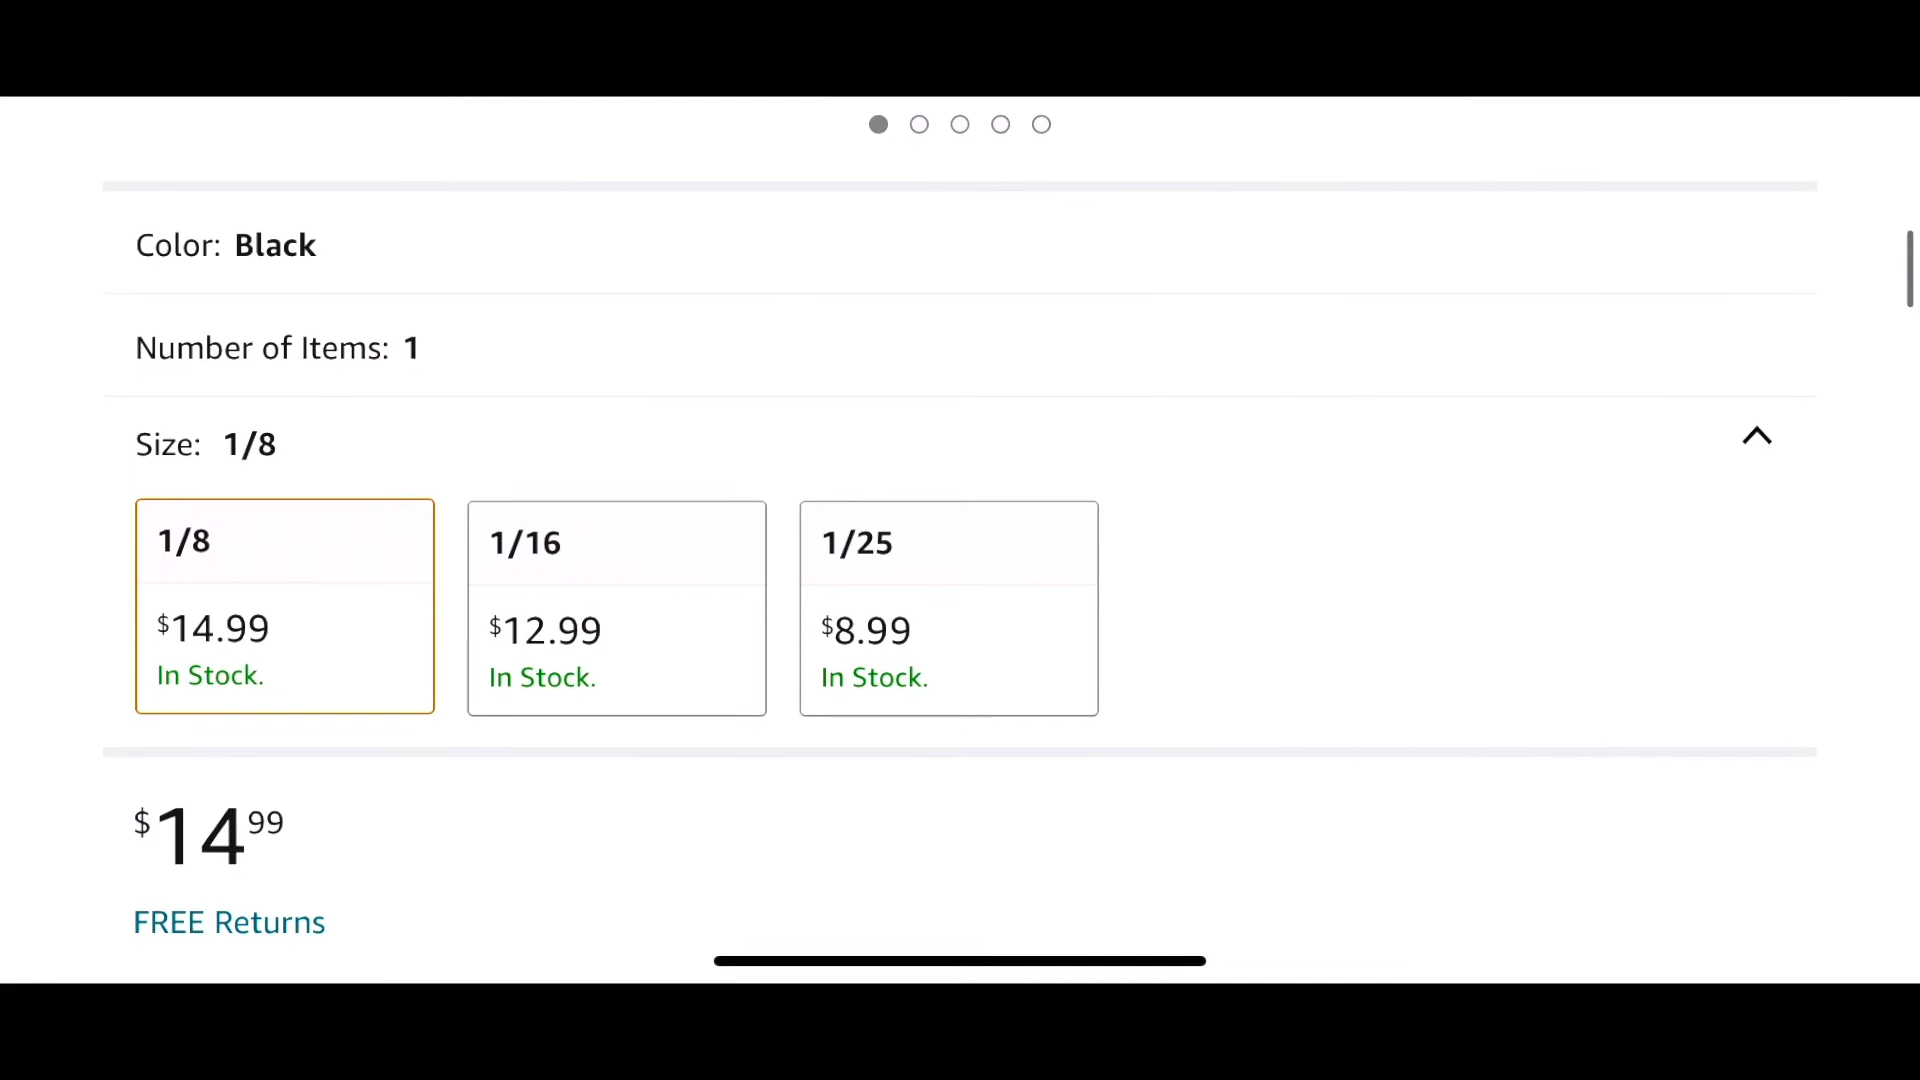 Color: Black
Number of Items: 1
Size: 1/8
1/8
$14.99
In Stock.
1/16
$12.99
In Stock.
1/25
$8.99
In Stock.
$14 99
FREE Returns